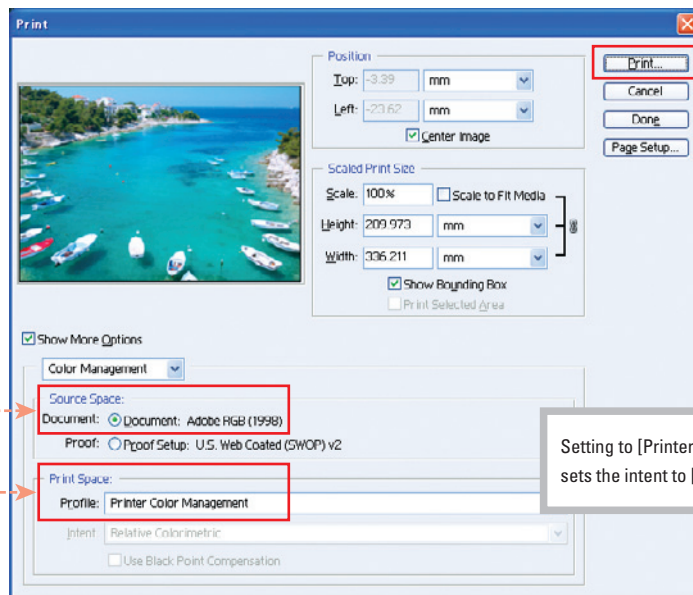 Print
Position
Top: -3.39 mm
Left: -23.62 mm
Center Image
Print...
Cancel
Done
Page Setup...
Scaled Print Size
Scale: 100% Scale to Fit Media
Height: 209.973 mm
Width: 336.211 mm
Show Bounding Box
Print Selected Area
Show More Options
Color Management
Source Space:
Document: Document: Adobe RGB (1998)
Proof: Proof Setup: U.S. Web Coated (SWOP) v2
Print Space:
Profile: Printer Color Management
Intent Relative Colorimetric
Use Black Point Compensation
Setting to [Printer
sets the intent to [